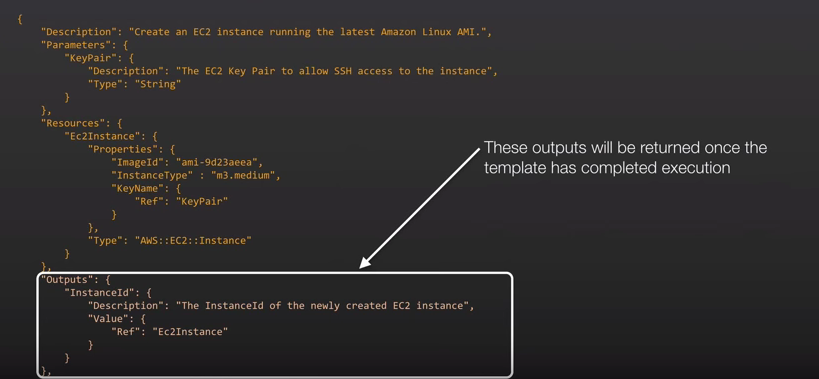 {
"Description": "Create an EC2 instance running the latest Amazon Linux AMI.",
"Parameters": {
"KeyPair": {
"Description": "The EC2 Key Pair to allow SSH access to the instance",
"Type": "String"
}
},
"Resources": {
"Ec2Instance": {
"Properties": {
"ImageId": "ami-9d23aeea",
"InstanceType" : "m3.medium",
"KeyName": {
"Ref": "KeyPair"
}
},
"Type": "AWS::EC2::Instance"
}
},
"Outputs": {
"InstanceId": {
"Description": "The InstanceId of the newly created EC2 instance",
"Value": {
"Ref": "Ec2Instance"
}
}
},
These outputs will be returned once the
template has completed execution